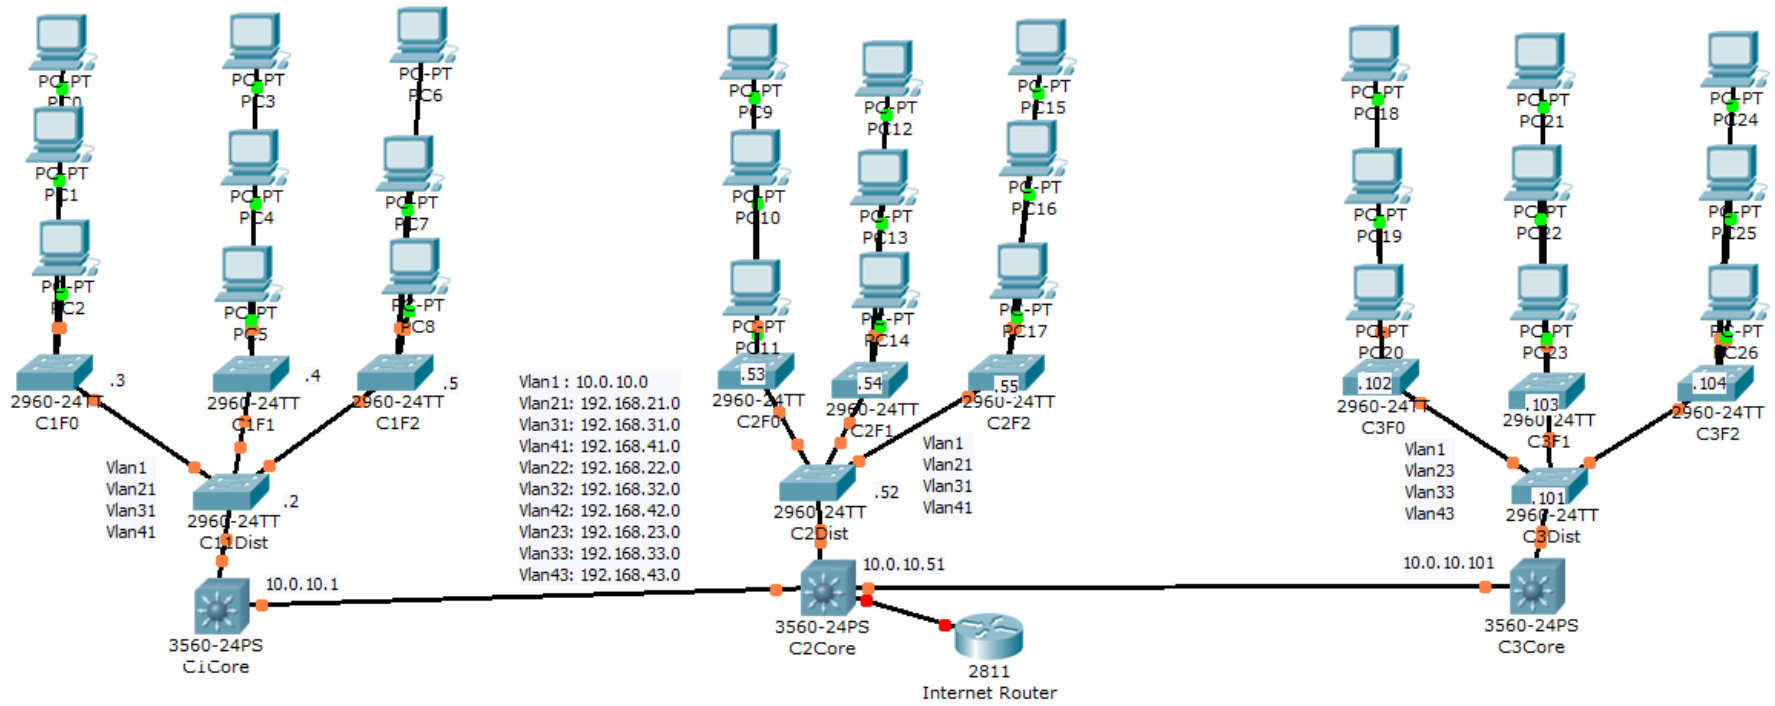 PC-PT
PC0
PC-PT
PC1
PC-PT
PC2
PC-PT
PC3
PC-PT
PC4
PC-PT
PC5
PC-PT
PC6
PC-PT
PC7
PC-PT
PC8
2960-24TT
C1F0
.3
2960-24TT
C1F1
.4
2960-24TT
C1F2
.5
Vlan1
Vlan21
Vlan31
Vlan41
2960-24TT
C11Dist
.2
10.0.10.1
3560-24PS
C1Core
Vlan1 : 10.0.10.0
Vlan21: 192.168.21.0
Vlan31: 192.168.31.0
Vlan41: 192.168.41.0
Vlan22: 192.168.22.0
Vlan32: 192.168.32.0
Vlan42: 192.168.42.0
Vlan23: 192.168.23.0
Vlan33: 192.168.33.0
Vlan43: 192.168.43.0
PC-PT
PC9
PC-PT
PC10
PC-PT
PC11
PC-PT
PC12
PC-PT
PC13
PC-PT
PC14
PC-PT
PC15
PC-PT
PC16
PC-PT
PC17
.53
2960-24TT
C2F0
.54
2960-24TT
C2F1
.55
2960-24TT
C2F2
Vlan1
Vlan21
Vlan31
Vlan41
.52
2960-24TT
C2Dist
10.0.10.51
3560-24PS
C2Core
2811
Internet Router
PC-PT
PC18
PC-PT
PC19
PC-PT
PC20
PC-PT
PC21
PC-PT
PC22
PC-PT
PC23
PC-PT
PC24
PC-PT
PC25
PC-PT
PC26
.102
2960-24TT
C3F0
.103
2960-24TT
C3F1
.104
2960-24TT
C3F2
Vlan1
Vlan23
Vlan33
Vlan43
.101
2960-24TT
C3Dist
10.0.10.101
3560-24PS
C3Core